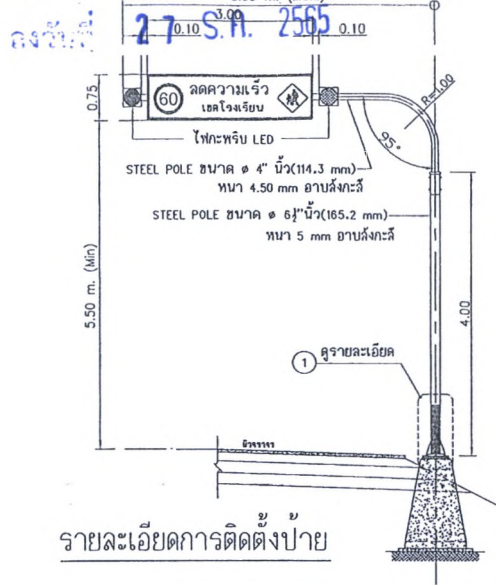 ลงวันที่ 27 ธ.ค. 2565
3.00
0.10
0.10
0.75
60
ลดความเร็ว
เขตโรงเรียน
R=1.00
95°
ไฟกะพริบ LED
STEEL POLE ขนาด ø 4" นิ้ว(114.3 mm)
หนา 4.50 mm อาบสังกะสี
STEEL POLE ขนาด ø 6½"นิ้ว(165.2 mm)
หนา 5 mm อาบสังกะสี
5.50 m. (Min)
4.00
1 ดูรายละเอียด
ผิวจราจร
รายละเอียดการติดตั้งป้าย